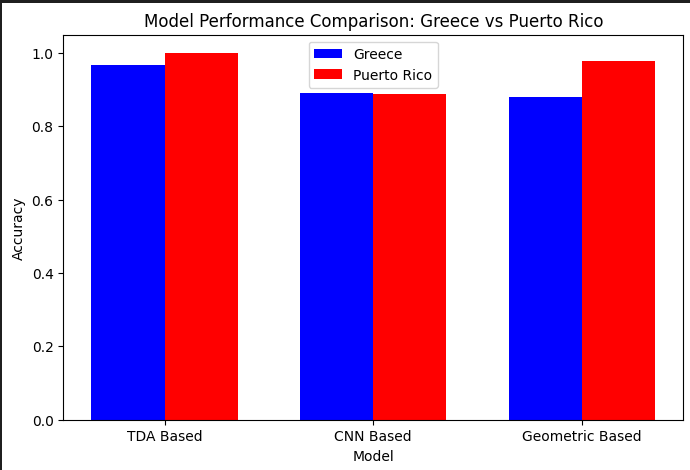 Model Performance Comparison: Greece vs Puerto Rico
Greece
Puerto Rico
1.0
0.8
0.6
0.4
0.2
0.0
Accuracy
TDA Based
CNN Based
Geometric Based
Model